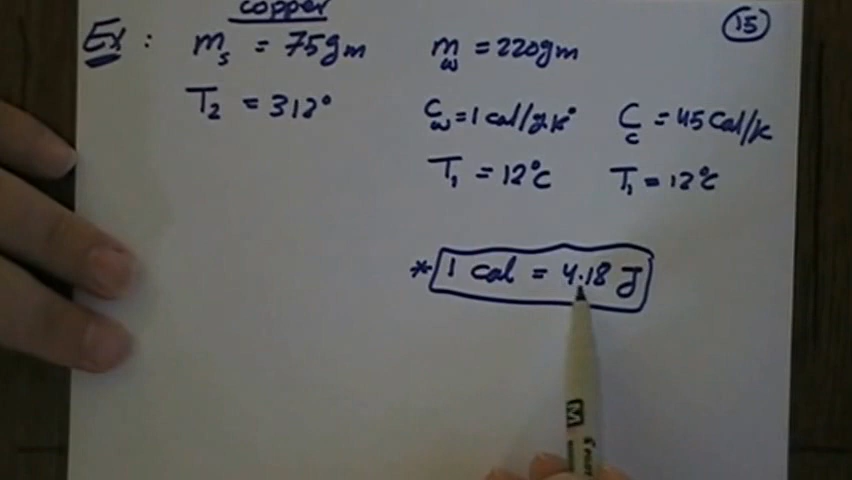 copper
Ex : ms = 75gm mw = 220gm 15
T2 = 312° Cw = 1 cal/gK° Cc = 45 Cal/K
T1 = 12°C T1 = 12°C
* 1 Cal = 4.18 J
M